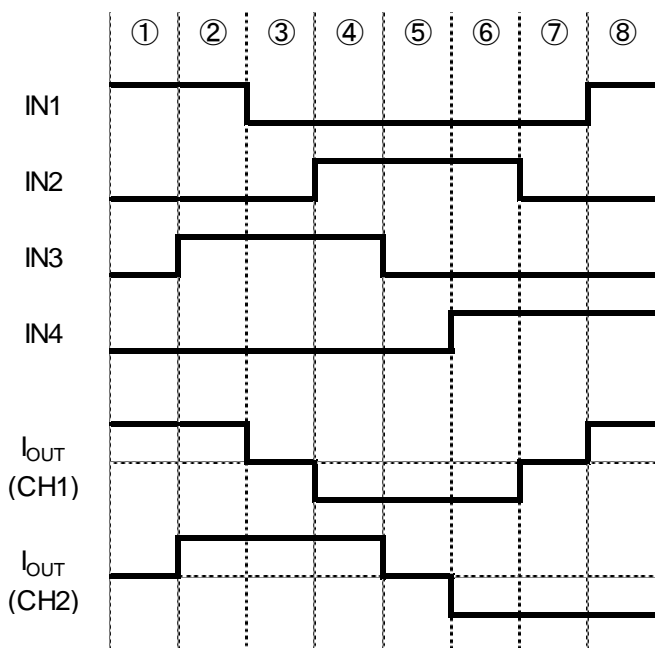 ① ② ③ ④ ⑤ ⑥ ⑦ ⑧
IN1
IN2
IN3
IN4
IOUT
(CH1)
IOUT
(CH2)